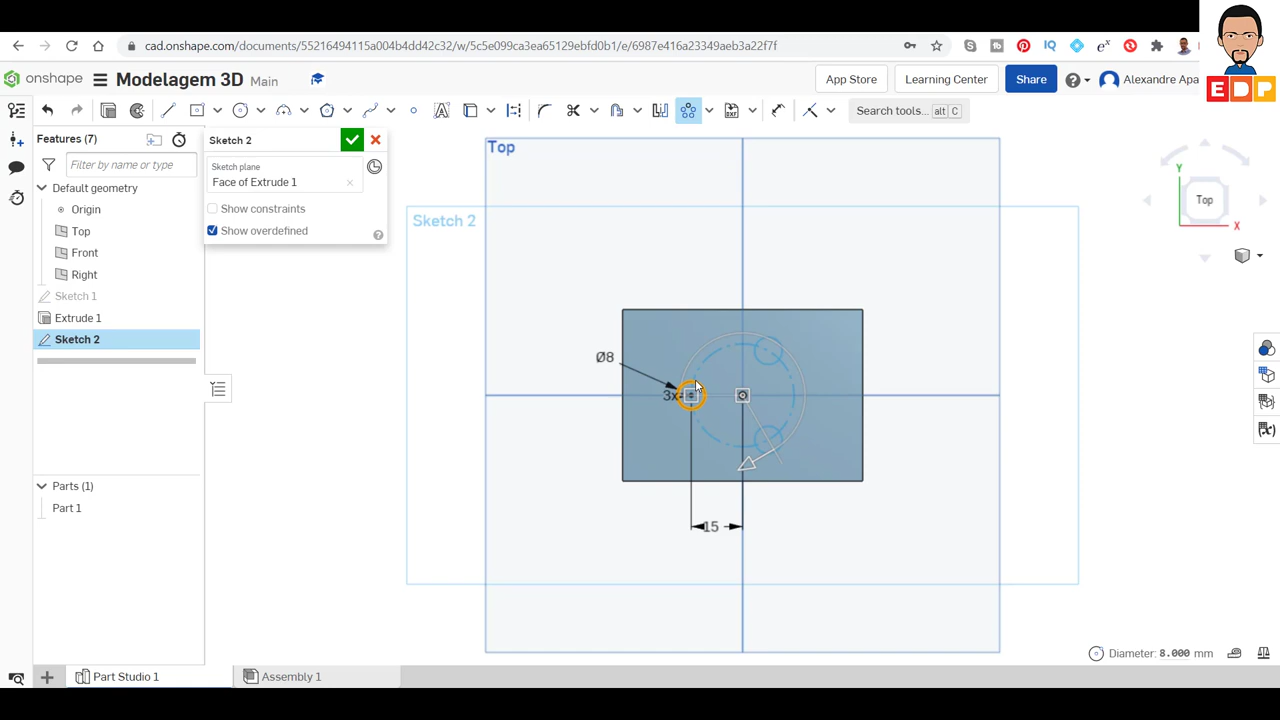 cad.onshape.com/documents/55216494115a004b4dd42c32/w/5d5e099ca3ea65129ebfd0b1/e/6987e416a23349aeb3a22f7f
IQ
EDP
onshape
Modelagem 3D
Main
App Store
Learning Center
Share
Alexandre Apa
Search tools...
alt C
Features (7)
Filter by name or type
Default geometry
Origin
Top
Front
Right
Sketch 1
Extrude 1
Sketch 2
Parts (1)
Part 1
Sketch 2
Sketch plane
Face of Extrude 1
Show constraints
Show overdefined
Top
Sketch 2
Ø8
3x
15
Top
Y
X
Diameter: 8.000 mm
Part Studio 1
Assembly 1